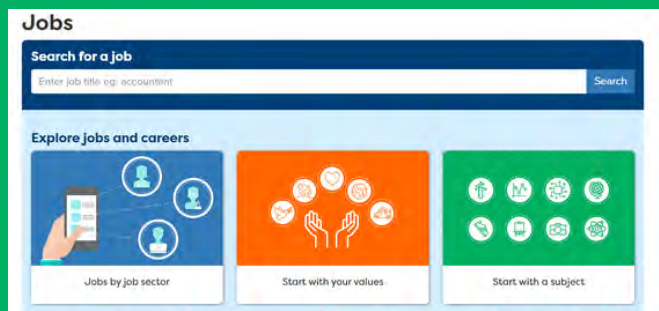 Jobs
Search for a job
Enter job title eg: accountant
Search
Explore jobs and careers
Jobs by job sector
Start with your values
Start with a subject